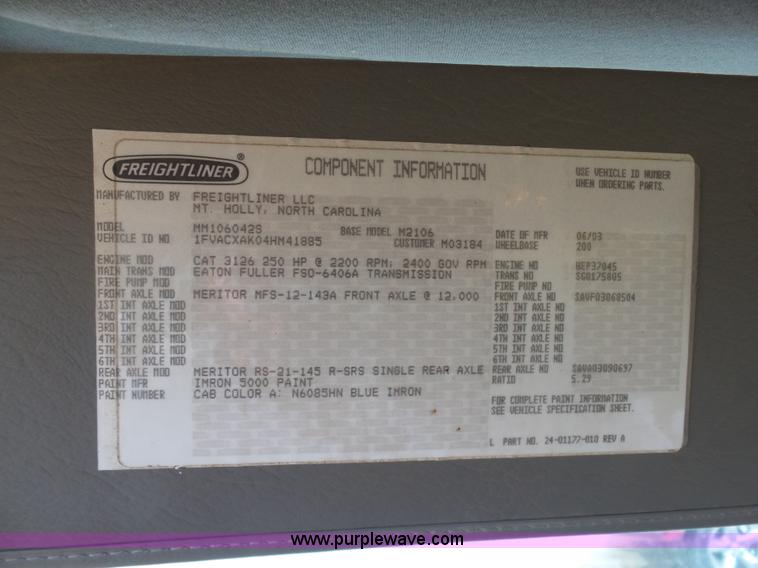 FREIGHTLINER® COMPONENT INFORMATION USE VEHICLE ID NUMBER
WHEN ORDERING PARTS.
MANUFACTURED BY FREIGHTLINER LLC
MT. HOLLY, NORTH CAROLINA
MODEL MM106042S BASE MODEL M2106 DATE OF MFR 06/03
VEHICLE ID NO 1FVACXAK04HM41885 CUSTOMER M03184 WHEELBASE 200
ENGINE MOD CAT 3126 250 HP @ 2200 RPM; 2400 GOV RPM ENGINE NO HEP37045
MAIN TRANS MOD EATON FULLER FSO-6406A TRANSMISSION TRANS NO SG0175805
FIRE PUMP MOD FIRE PUMP NO
FRONT AXLE MOD MERITOR MFS-12-143A FRONT AXLE @ 12,000 FRONT AXLE NO SAVF03068504
1ST INT AXLE MOD 1ST INT AXLE NO
2ND INT AXLE MOD 2ND INT AXLE NO
3RD INT AXLE MOD 3RD INT AXLE NO
4TH INT AXLE MOD 4TH INT AXLE NO
5TH INT AXLE MOD 5TH INT AXLE NO
6TH INT AXLE MOD 6TH INT AXLE NO
REAR AXLE MOD MERITOR RS-21-145 R-SRS SINGLE REAR AXLE REAR AXLE NO SAVA03090697
PAINT MFR IMRON 5000 PAINT RATIO 5.29
PAINT NUMBER CAB COLOR A: N6085HN BLUE IMRON
FOR COMPLETE PAINT INFORMATION
SEE VEHICLE SPECIFICATION SHEET.
L PART NO. 24-01177-010 REV A
www.purplewave.com